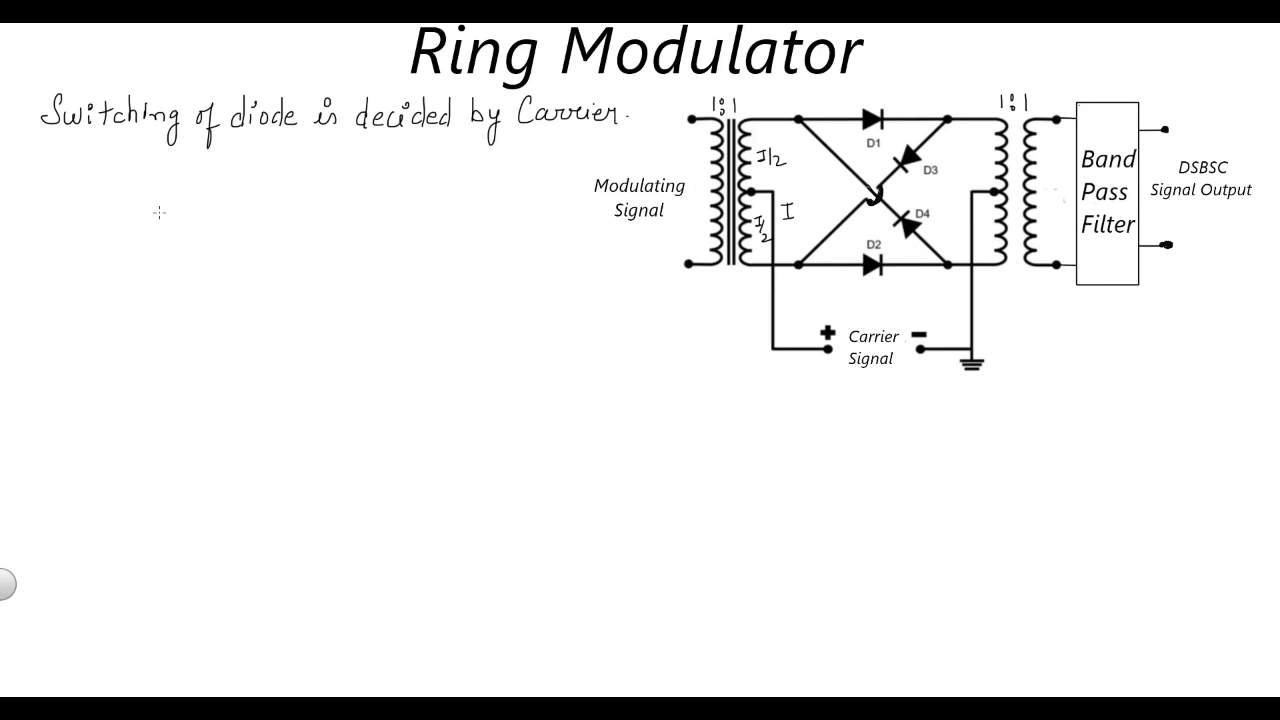 Ring Modulator
Switching of diode is decided by Carrier.
1:1
1:1
D1
I/2
D3
Modulating
Signal
I
I/2
D4
D2
Band
Pass
Filter
DSBSC
Signal Output
+ Carrier -
Signal